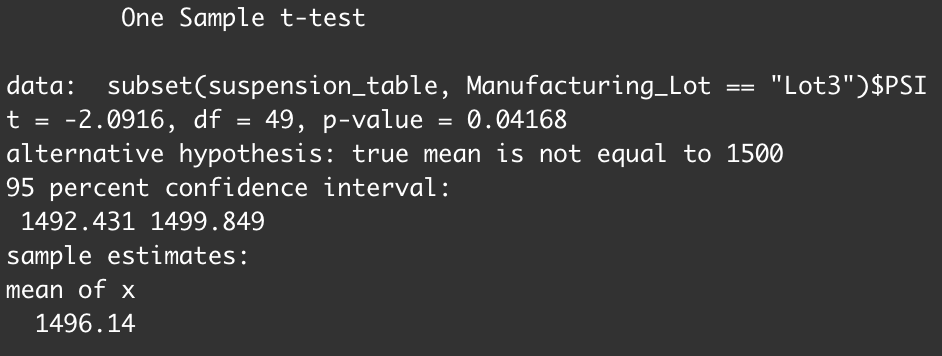 One Sample t-test
data:  subset(suspension_table, Manufacturing_Lot == "Lot3")$PSI
t = -2.0916, df = 49, p-value = 0.04168
alternative hypothesis: true mean is not equal to 1500
95 percent confidence interval:
1492.431 1499.849
sample estimates:
mean of x
1496.14